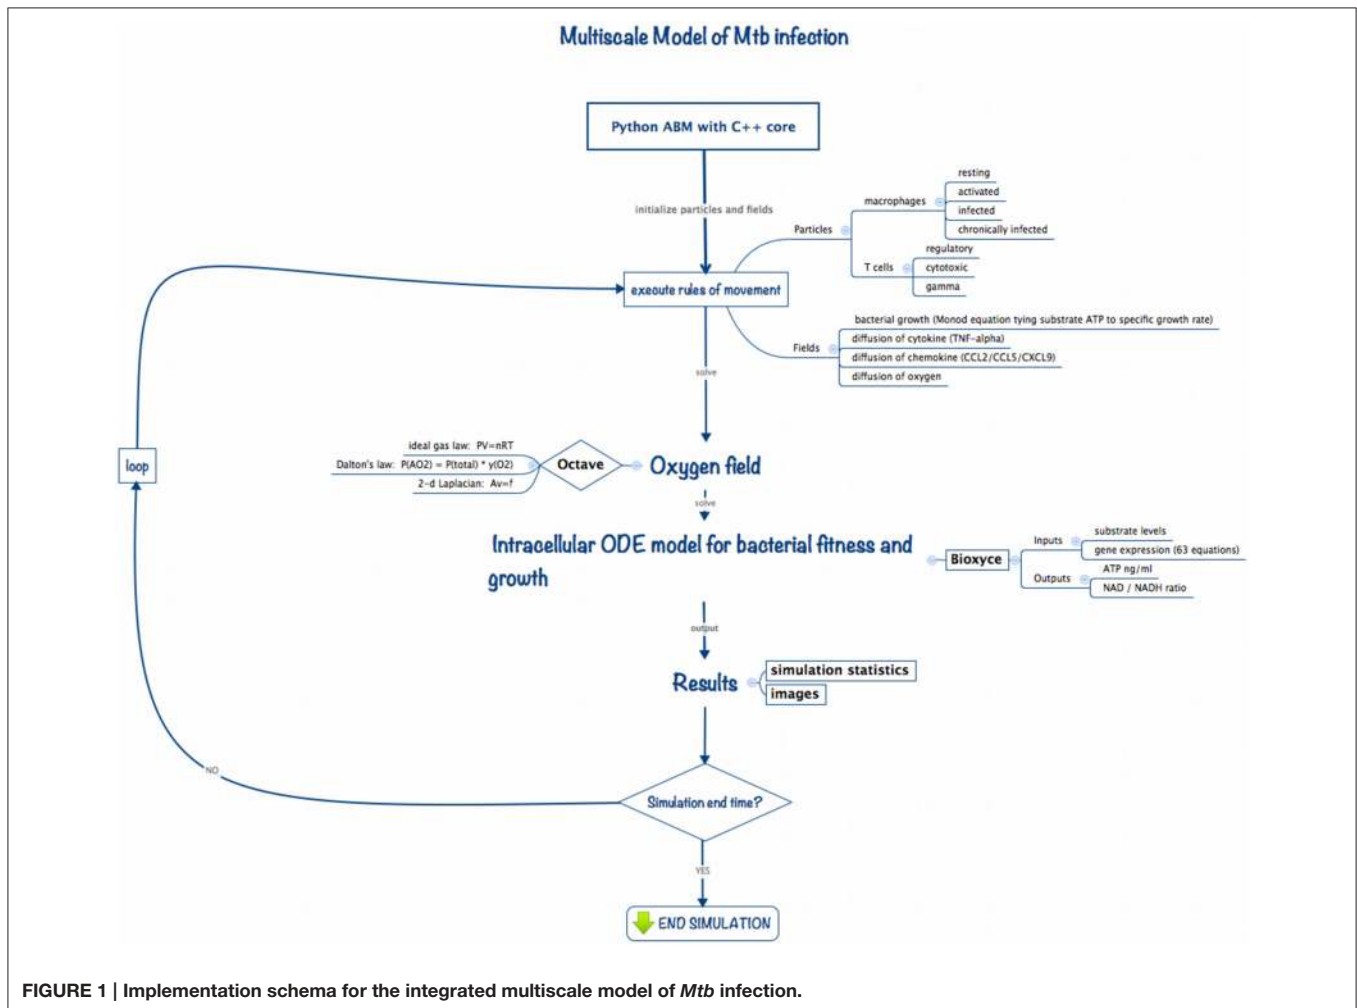 Multiscale Model of Mtb infection
Python ABM with C++ core
initialize particles and fields
execute rules of movement
Particles
macrophages
resting
activated
infected
chronically infected
T cells
regulatory
cytotoxic
gamma
Fields
bacterial growth (Monod equation tying substrate ATP to specific growth rate)
diffusion of cytokine (TNF-alpha)
diffusion of chemokine (CCL2/CCL5/CXCL9)
diffusion of oxygen
solve
ideal gas law: PV=nRT
Dalton's law: P(AO2) = P(total) * y(O2)
2-d Laplacian: Av=f
Octave
Oxygen field
loop
solve
Intracellular ODE model for bacterial fitness and
growth
Bioxyce
Inputs
substrate levels
gene expression (63 equations)
Outputs
ATP ng/ml
NAD / NADH ratio
output
Results
simulation statistics
images
NO
Simulation end time?
YES
END SIMULATION
FIGURE 1 | Implementation schema for the integrated multiscale model of Mtb infection.